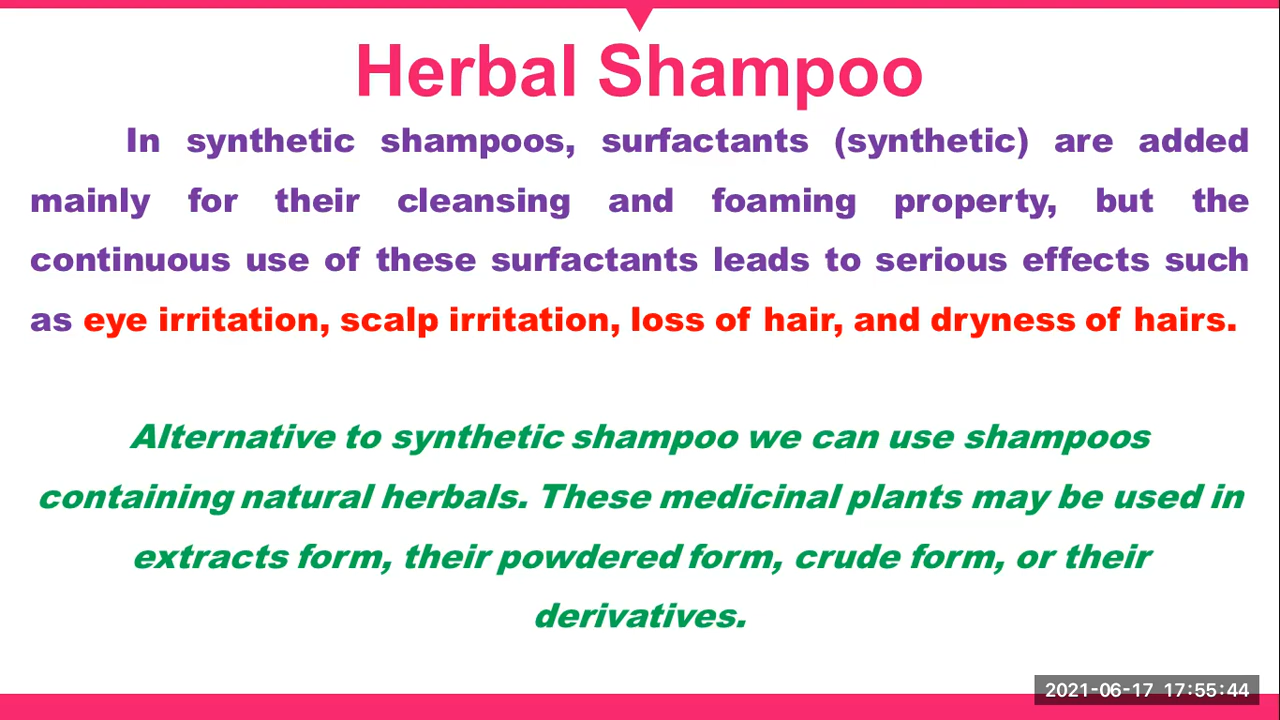 Herbal Shampoo
In synthetic shampoos, surfactants (synthetic) are added
mainly for their cleansing and foaming property, but the
continuous use of these surfactants leads to serious effects such
as eye irritation, scalp irritation, loss of hair, and dryness of hairs.
Alternative to synthetic shampoo we can use shampoos
containing natural herbals. These medicinal plants may be used in
extracts form, their powdered form, crude form, or their
derivatives.
2021-06-17 17:55:44